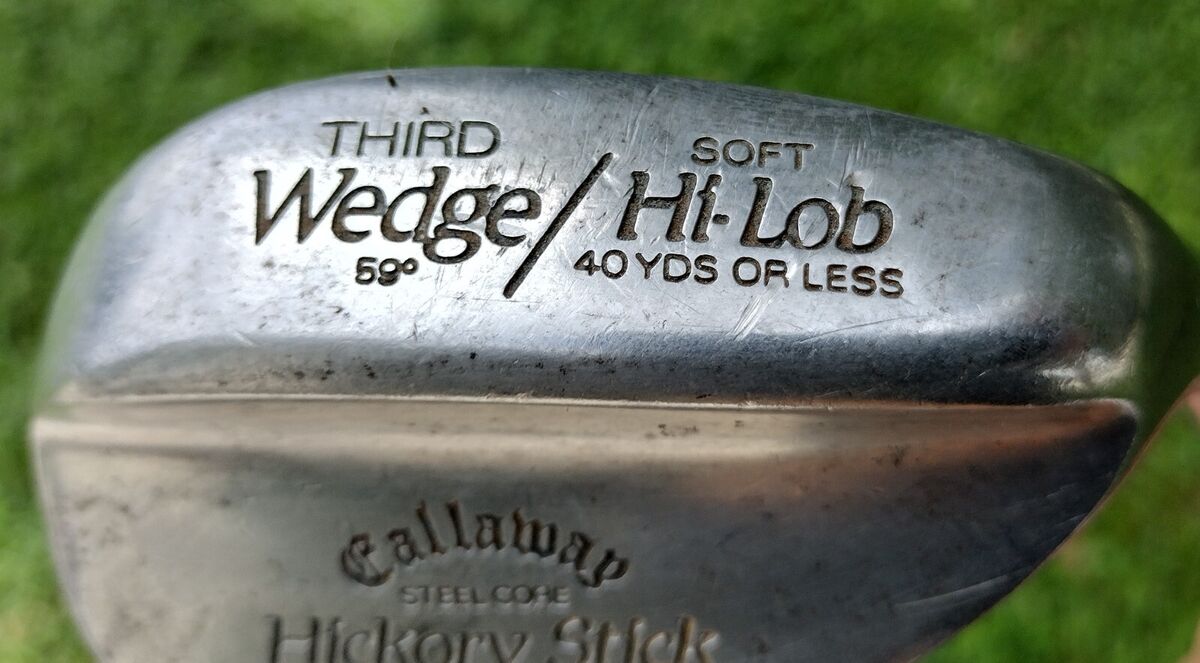 THIRD
Wedge/
59°
SOFT
Hi-Lob
40 YDS OR LESS
Callaway
STEEL CORE
Hickory Stick